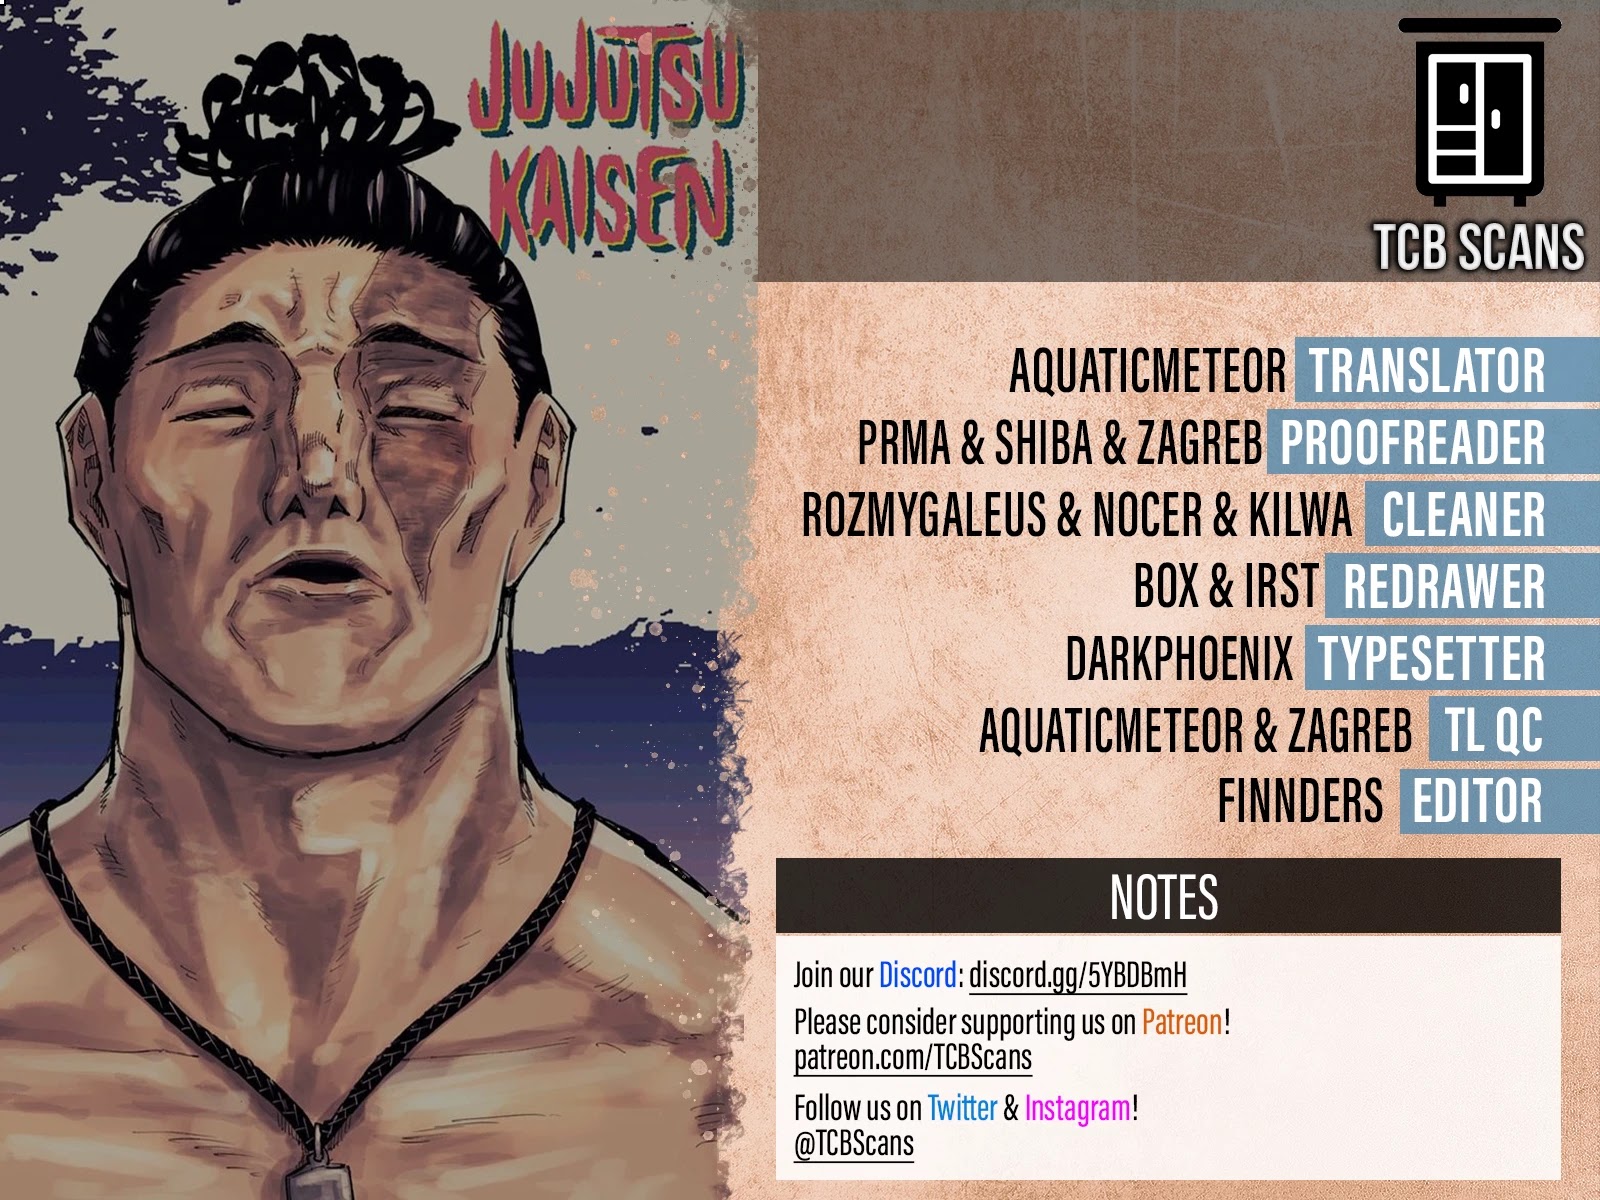 JUJUTSU
KAISEN
TCB SCANS
AQUATICMETEOR TRANSLATOR
PRMA & SHIBA & ZAGREB PROOFREADER
ROZMYGALEUS & NOCER & KILWA CLEANER
BOX & IRST REDRAWER
DARKPHOENIX TYPESETTER
AQUATICMETEOR & ZAGREB TL QC
FINNDERS EDITOR
NOTES
Join our Discord: discord.gg/5YBDBmH
Please consider supporting us on Patreon!
patreon.com/TCBScans
Follow us on Twitter & Instagram!
@TCBScans